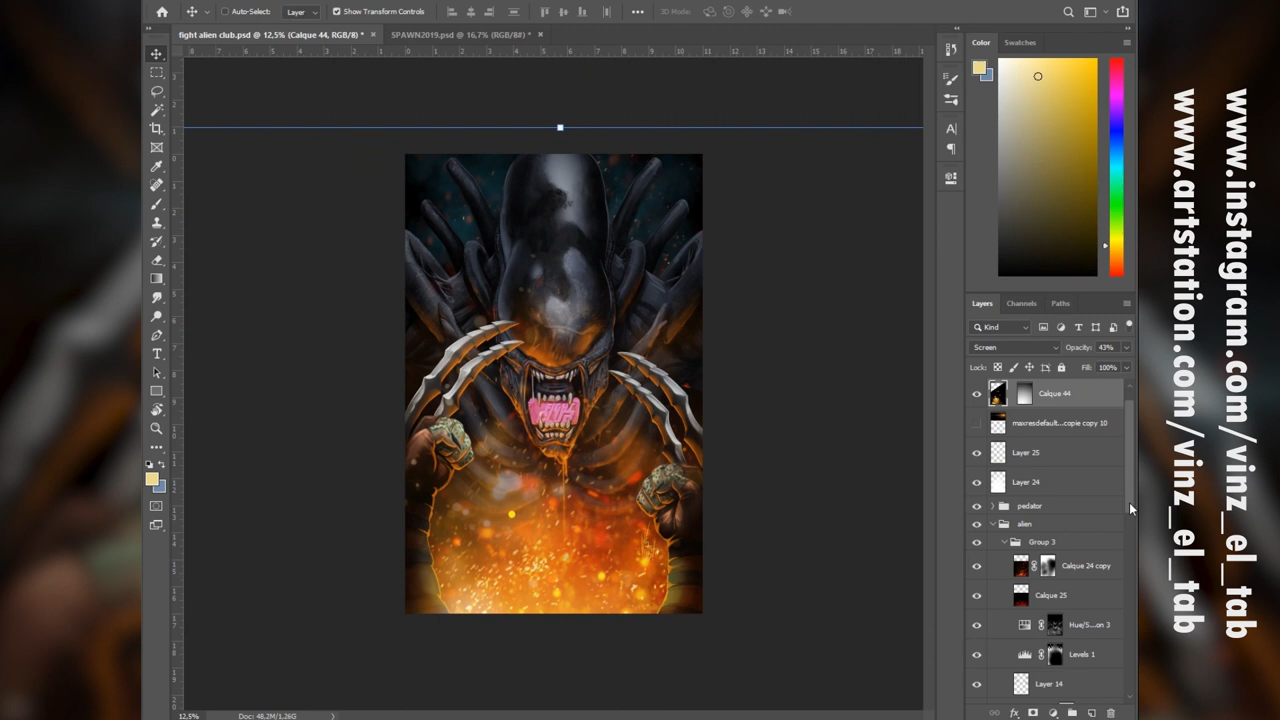 Auto-Select:
Layer
Show Transform Controls
3D Mode:
fight alien club.psd @ 12,5% (Calque 44, RGB/8) *
SPAWN2019.psd @ 16,7% (RGB/8#) *
Color
Swatches
Layers
Channels
Paths
Kind
Screen
Opacity: 43%
Lock:
Fill: 100%
Calque 44
maxresdefault...copie copy 10
Layer 25
Layer 24
pedator
alien
Group 3
Calque 24 copy
Calque 25
Hue/S...on 3
Levels 1
Layer 14
12,5%
Doc: 48,2M/1,26G
www.instagram.com/vinz_el_tab
www.artstation.com/vinz_el_tab